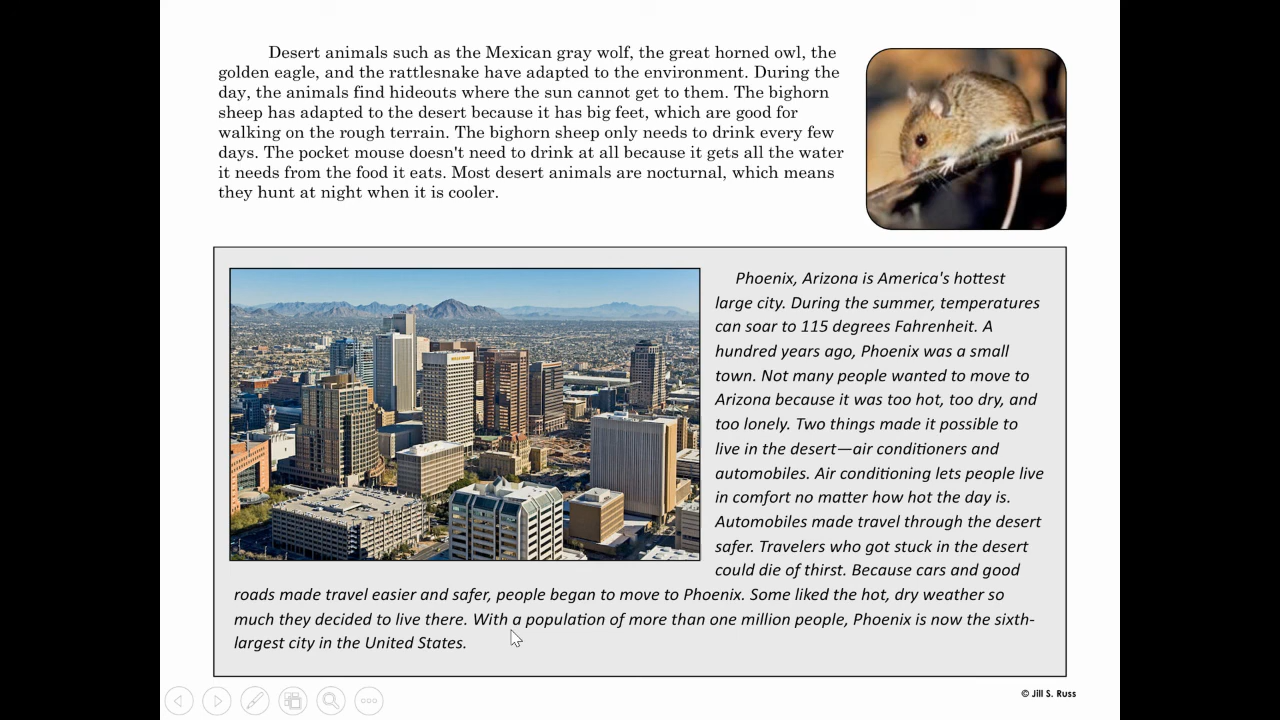 Desert animals such as the Mexican gray wolf, the great horned owl, the
golden eagle, and the rattlesnake have adapted to the environment. During the
day, the animals find hideouts where the sun cannot get to them. The bighorn
sheep has adapted to the desert because it has big feet, which are good for
walking on the rough terrain. The bighorn sheep only needs to drink every few
days. The pocket mouse doesn't need to drink at all because it gets all the water
it needs from the food it eats. Most desert animals are nocturnal, which means
they hunt at night when it is cooler.
Phoenix, Arizona is America's hottest
large city. During the summer, temperatures
can soar to 115 degrees Fahrenheit. A
hundred years ago, Phoenix was a small
town. Not many people wanted to move to
Arizona because it was too hot, too dry, and
too lonely. Two things made it possible to
live in the desert—air conditioners and
automobiles. Air conditioning lets people live
in comfort no matter how hot the day is.
Automobiles made travel through the desert
safer. Travelers who got stuck in the desert
could die of thirst. Because cars and good
roads made travel easier and safer, people began to move to Phoenix. Some liked the hot, dry weather so
much they decided to live there. With a population of more than one million people, Phoenix is now the sixth-
largest city in the United States.
© Jill S. Russ